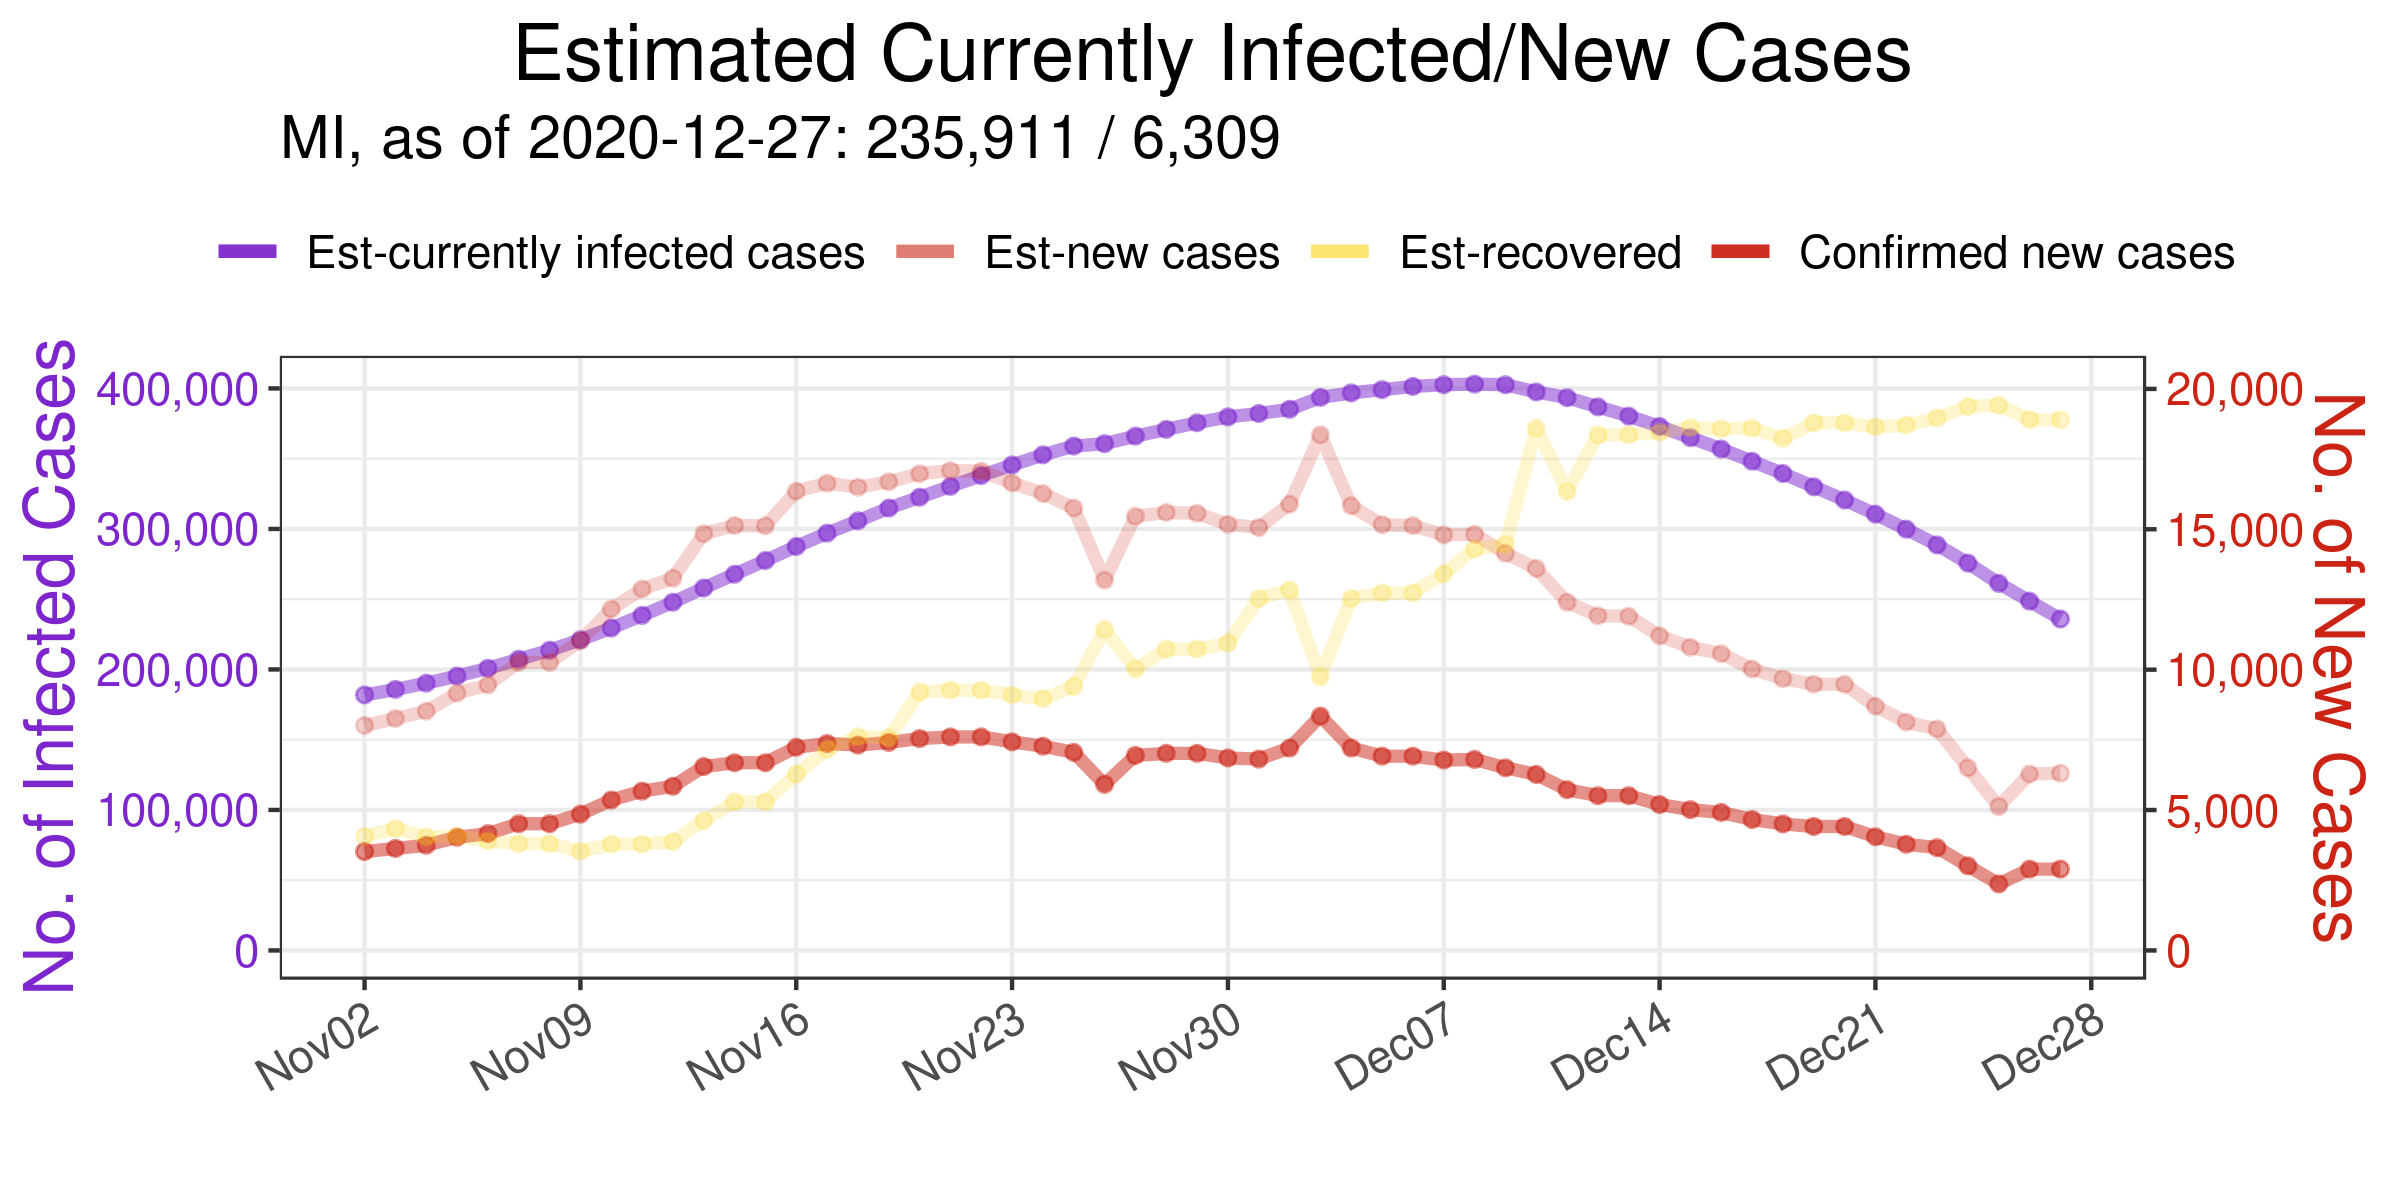 Estimated Currently Infected/New Cases
MI, as of 2020-12-27: 235,911 / 6,309
Est-currently infected cases Est-new cases Est-recovered Confirmed new cases
No. of Infected Cases
400,000
300,000
200,000
100,000
0
20,000
15,000
10,000
5,000
0
No. of New Cases
Nov02 Nov09 Nov16 Nov23 Nov30 Dec07 Dec14 Dec21 Dec28